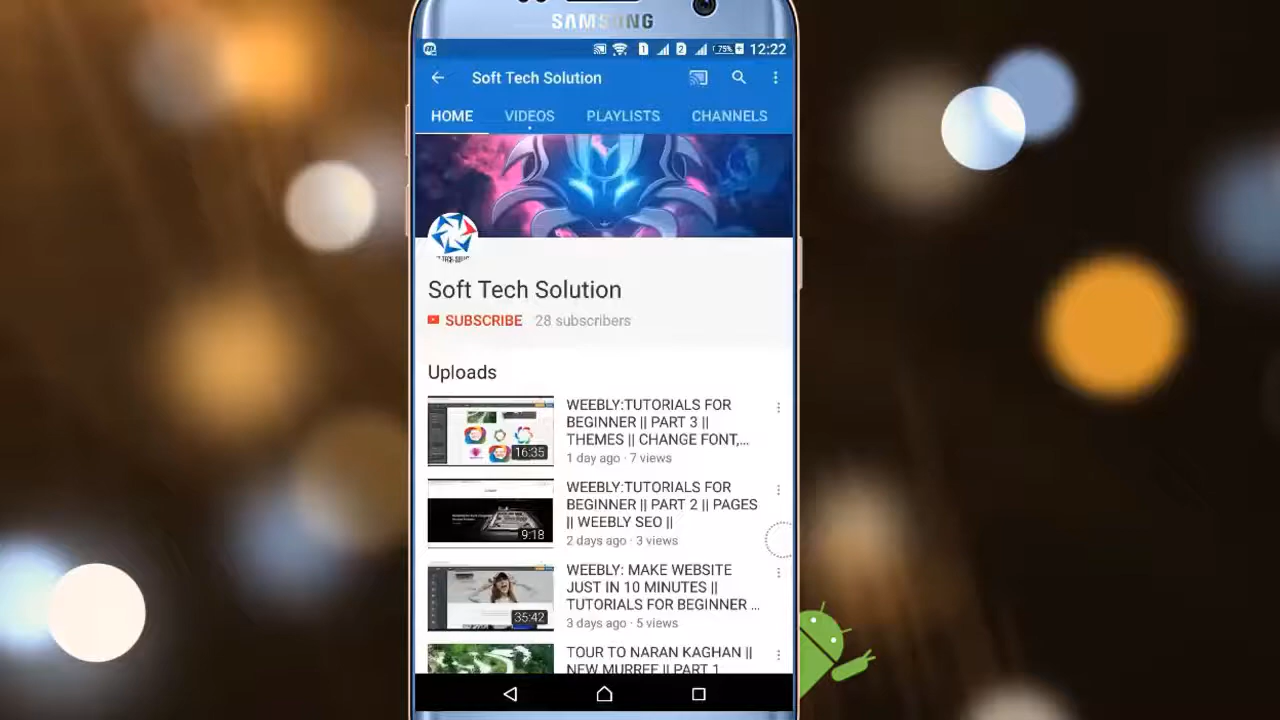 SAMSUNG
1 2 75% 12:22
Soft Tech Solution
HOME VIDEOS PLAYLISTS CHANNELS
Soft Tech Solution
SUBSCRIBE 28 subscribers
Uploads
WEEBLY:TUTORIALS FOR
BEGINNER || PART 3 ||
THEMES || CHANGE FONT,...
16:35
1 day ago · 7 views
WEEBLY:TUTORIALS FOR
BEGINNER || PART 2 || PAGES
|| WEEBLY SEO ||
9:18
2 days ago · 3 views
WEEBLY: MAKE WEBSITE
JUST IN 10 MINUTES ||
TUTORIALS FOR BEGINNER ...
35:42
3 days ago · 5 views
TOUR TO NARAN KAGHAN ||
NEW MURREE || PART 1